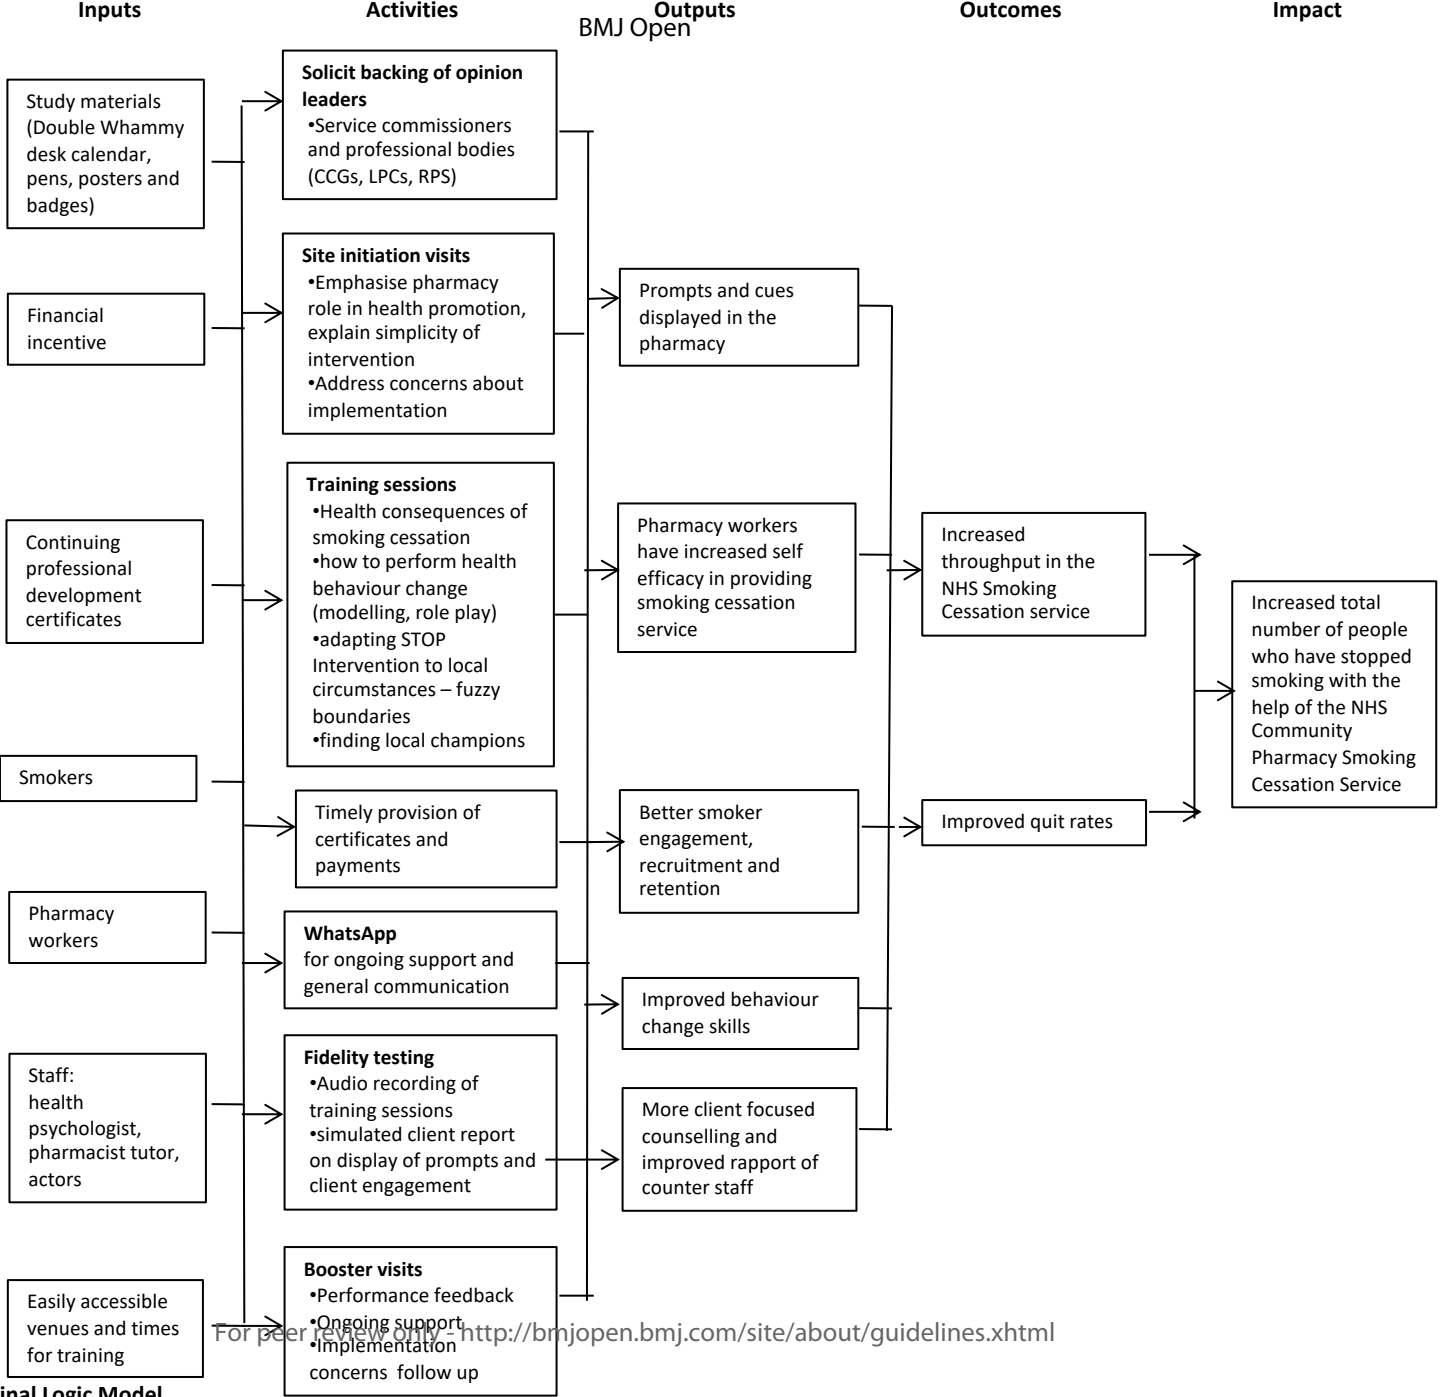 Inputs
Activities
Outputs
Outcomes
Impact
BMJ Open
Study materials
(Double Whammy
desk calendar,
pens, posters and
badges)
Financial
incentive
Continuing
professional
development
certificates
Smokers
Pharmacy
workers
Staff:
health
psychologist,
pharmacist tutor,
actors
Easily accessible
venues and times
for training
Solicit backing of opinion
leaders
•Service commissioners
and professional bodies
(CCGs, LPCs, RPS)
Site initiation visits
•Emphasise pharmacy
role in health promotion,
explain simplicity of
intervention
•Address concerns about
implementation
Training sessions
•Health consequences of
smoking cessation
•how to perform health
behaviour change
(modelling, role play)
•adapting STOP
Intervention to local
circumstances – fuzzy
boundaries
•finding local champions
Timely provision of
certificates and
payments
WhatsApp
for ongoing support and
general communication
Fidelity testing
•Audio recording of
training sessions
•simulated client report
on display of prompts and
client engagement
Booster visits
•Performance feedback
•Ongoing support
•Implementation
concerns follow up
Prompts and cues
displayed in the
pharmacy
Pharmacy workers
have increased self
efficacy in providing
smoking cessation
service
Better smoker
engagement,
recruitment and
retention
Improved behaviour
change skills
More client focused
counselling and
improved rapport of
counter staff
Increased
throughput in the
NHS Smoking
Cessation service
Improved quit rates
Increased total
number of people
who have stopped
smoking with the
help of the NHS
Community
Pharmacy Smoking
Cessation Service
For peer review only - http://bmjopen.bmj.com/site/about/guidelines.xhtml
inal Logic Model